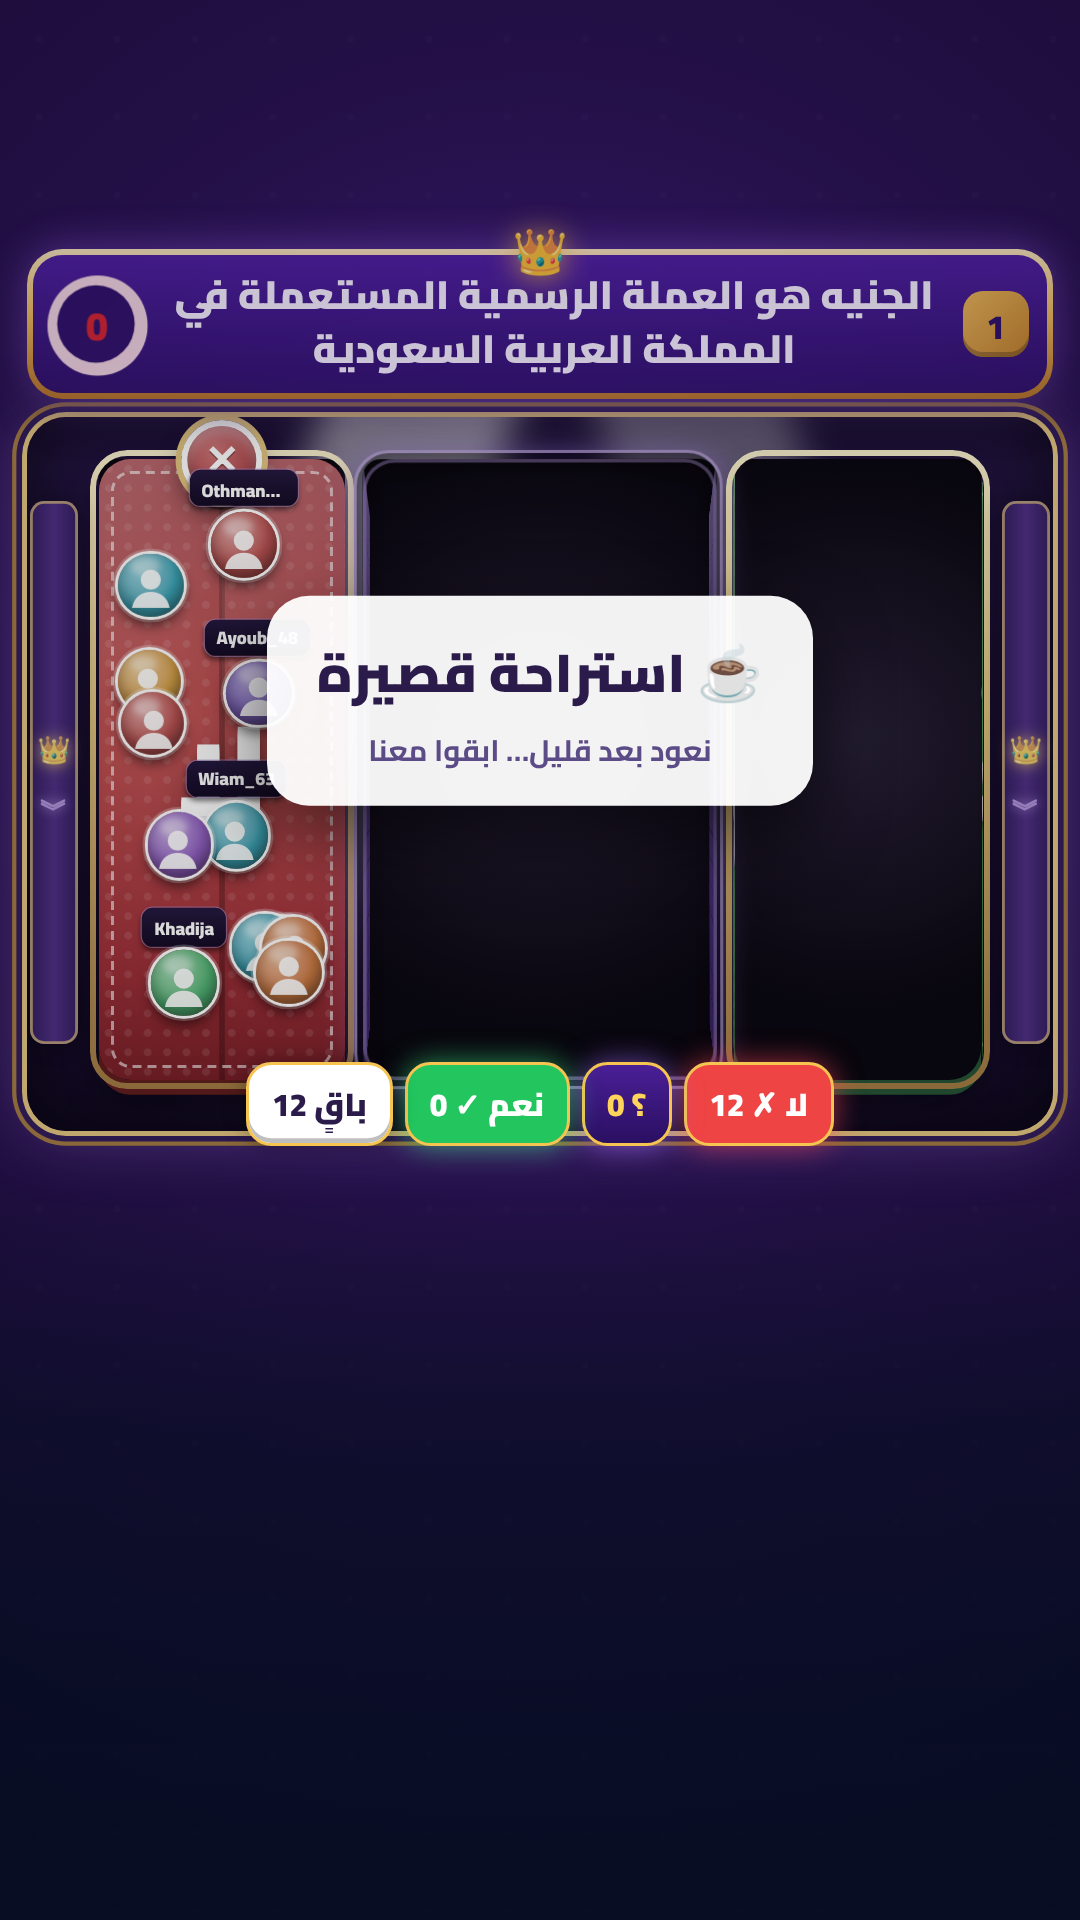 1
الجنيه هو العملة الرسمية المستعملة في
المملكة العربية السعودية
0
Othman...
Ayoub_48
Wiam_63
Khadija
☕ استراحة قصيرة
نعود بعد قليل... ابقوا معنا
لا ✗ 12
؟ 0
نعم ✓ 0
باقٍ 12
=